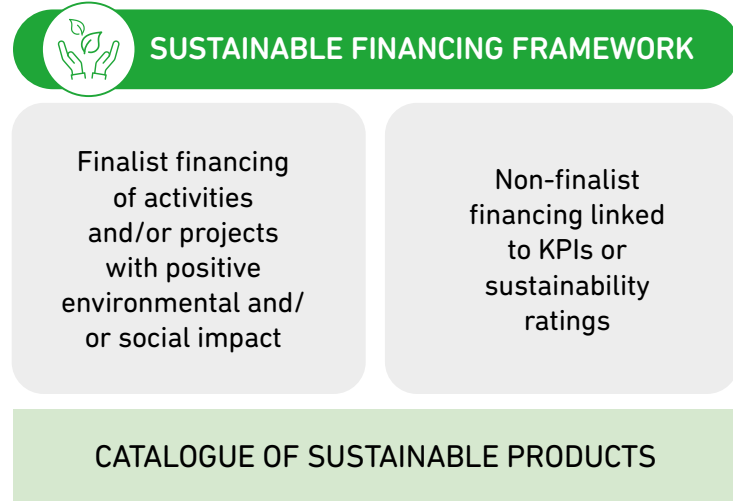 SUSTAINABLE FINANCING FRAMEWORK
Finalist financing
of activities
and/or projects
with positive
environmental and/
or social impact
Non-finalist
financing linked
to KPIs or
sustainability
ratings
CATALOGUE OF SUSTAINABLE PRODUCTS